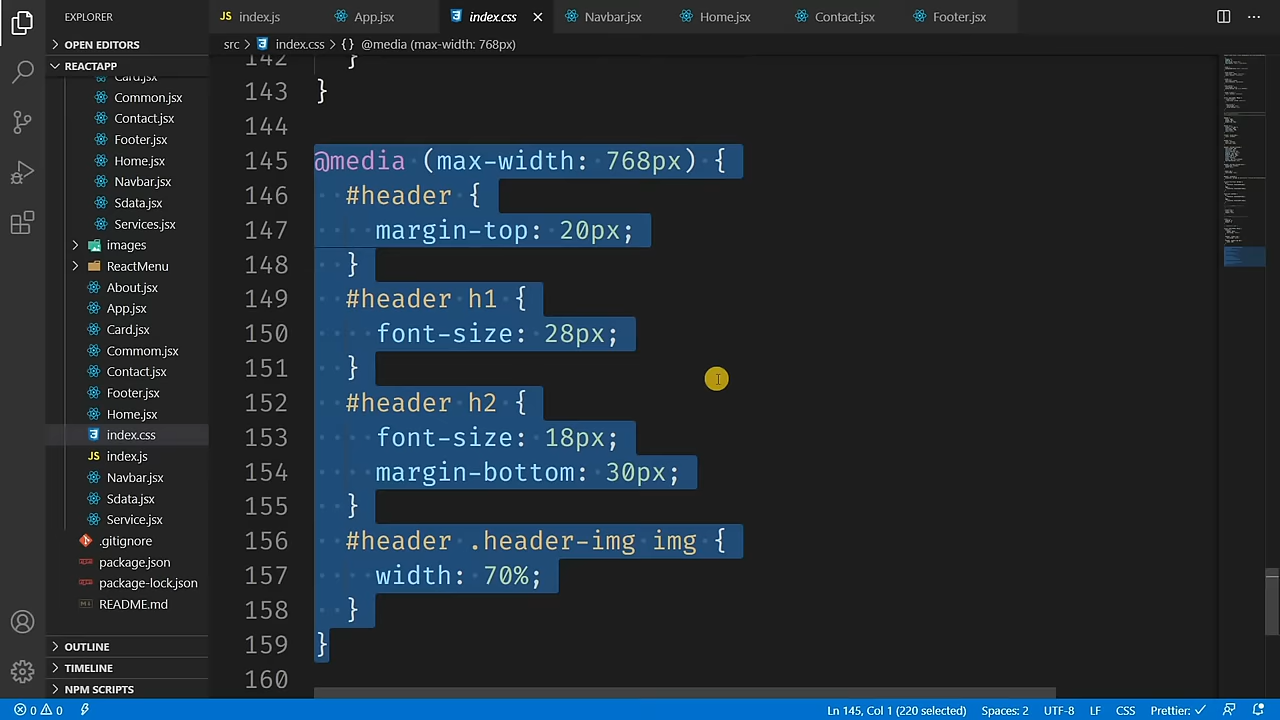 EXPLORER
index.js
App.jsx
index.css
Navbar.jsx
Home.jsx
Contact.jsx
Footer.jsx
OPEN EDITORS
src > index.css > {} @media (max-width: 768px)
REACTAPP
Card.jsx
Common.jsx
Contact.jsx
Footer.jsx
Home.jsx
Navbar.jsx
Sdata.jsx
Services.jsx
images
ReactMenu
About.jsx
App.jsx
Card.jsx
Commom.jsx
Contact.jsx
Footer.jsx
Home.jsx
index.css
JS index.js
Navbar.jsx
Sdata.jsx
Service.jsx
.gitignore
package.json
package-lock.json
README.md
OUTLINE
TIMELINE
NPM SCRIPTS
142 }
143 }
144
145 @media (max-width: 768px) {
146 #header {
147 margin-top: 20px;
148 }
149 #header h1 {
150 font-size: 28px;
151 }
152 #header h2 {
153 font-size: 18px;
154 margin-bottom: 30px;
155 }
156 #header .header-img img {
157 width: 70%;
158 }
159 }
160
0 0
Ln 145, Col 1 (220 selected)
Spaces: 2
UTF-8
LF
CSS
Prettier: ✓